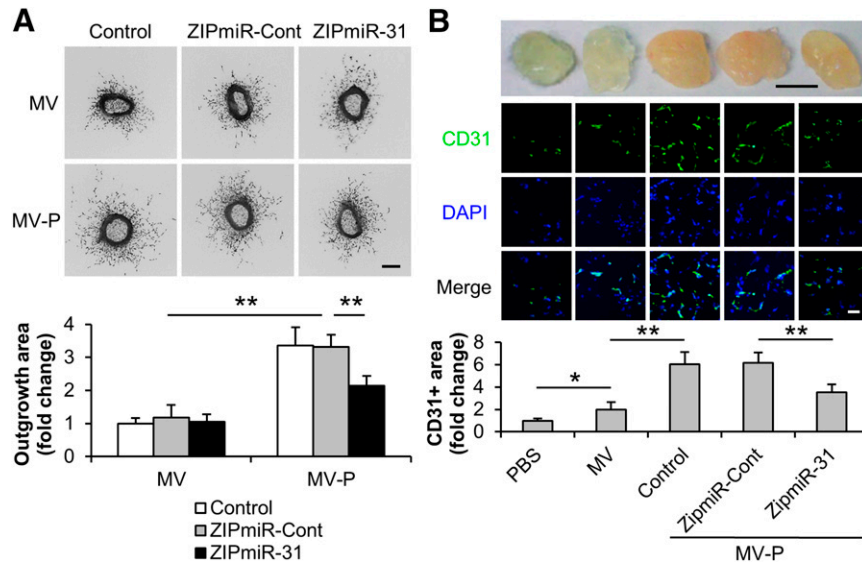 A
Control ZIPmiR-Cont ZIPmiR-31
MV
MV-P
** **
Outgrowth area
(fold change)
4
3
2
1
0
MV MV-P
Control
ZIPmiR-Cont
ZIPmiR-31
B
CD31
DAPI
Merge
* ** **
CD31+ area
(fold change)
8
6
4
2
0
PBS MV Control ZipmiR-Cont ZipmiR-31
MV-P